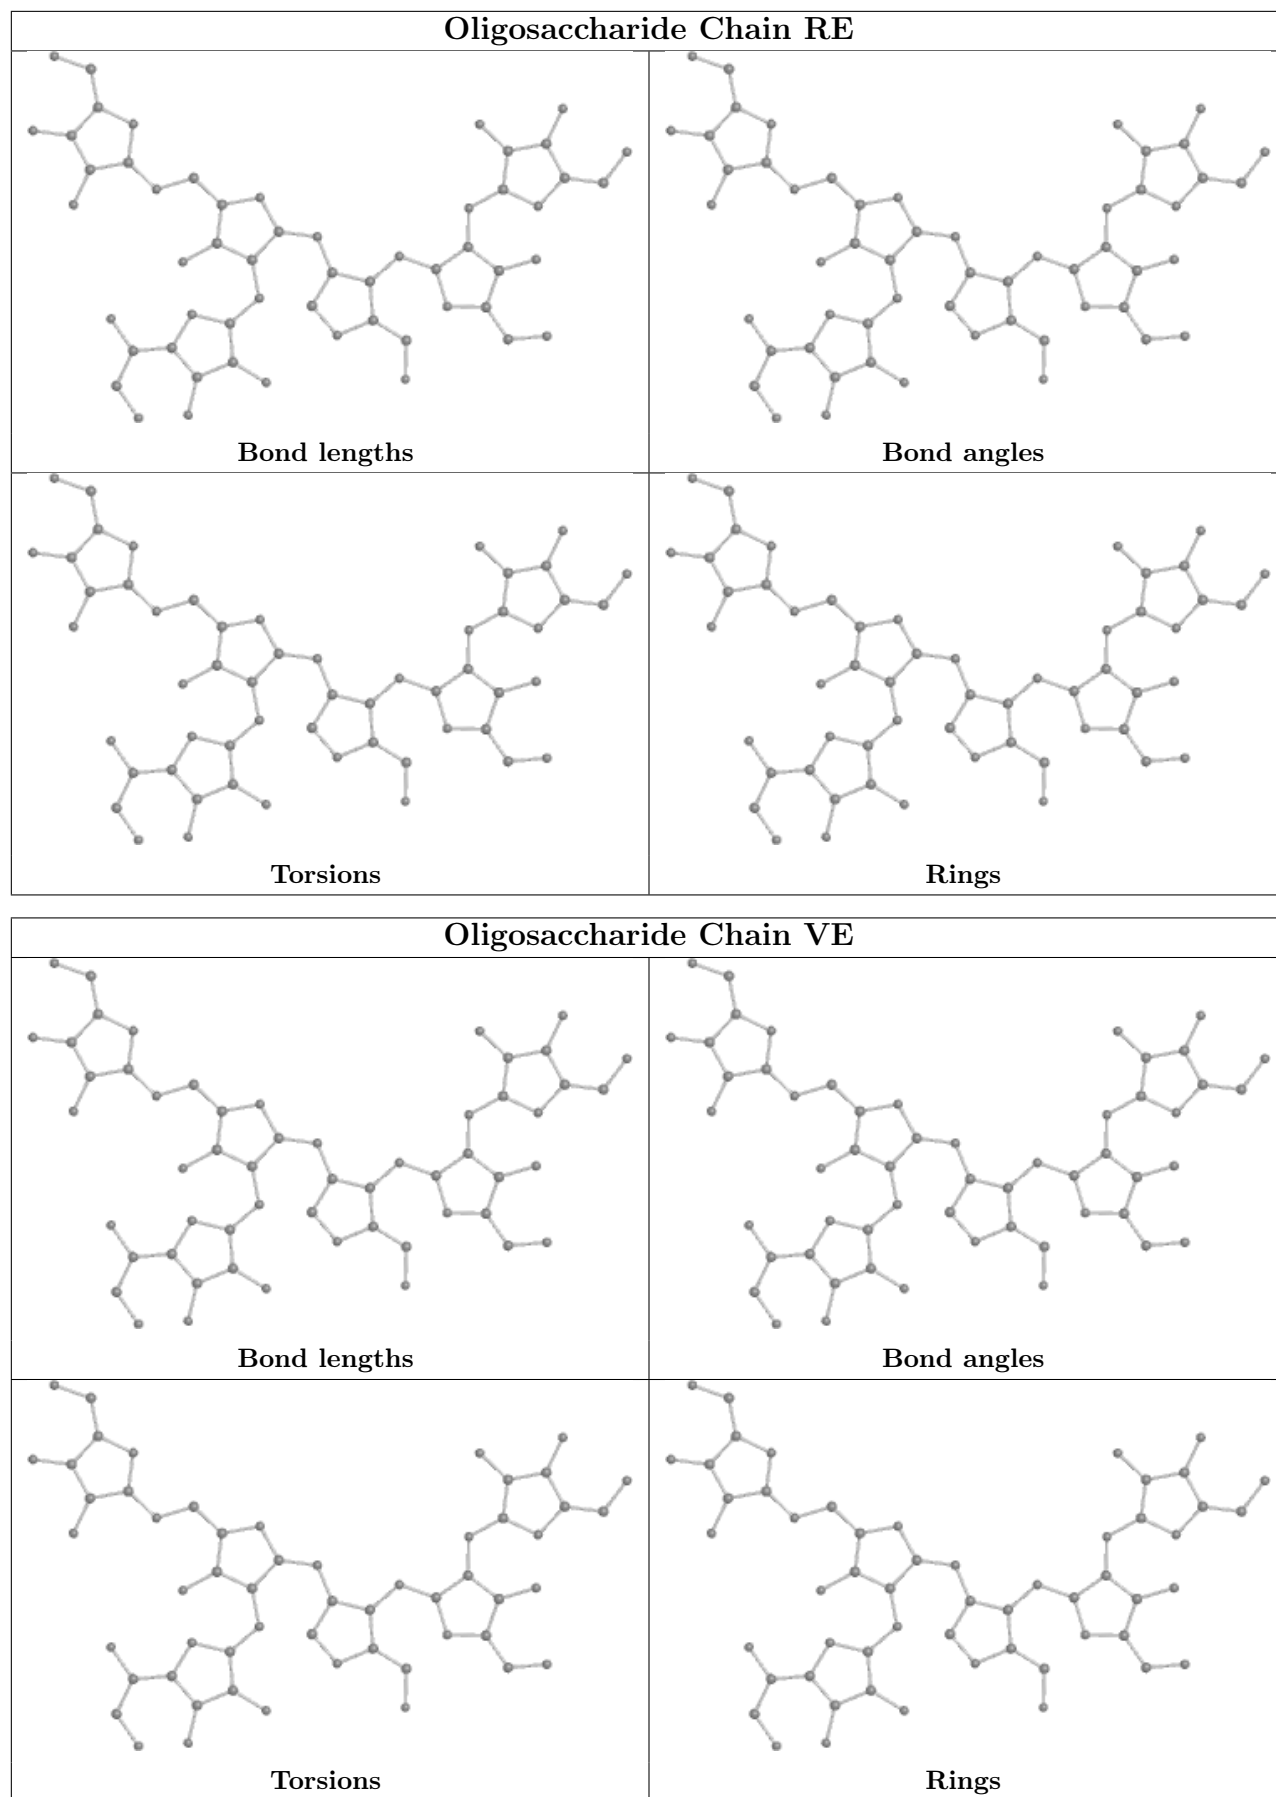 Oligosaccharide Chain RE
Bond lengths
Bond angles
Torsions
Rings
Oligosaccharide Chain VE
Bond lengths
Bond angles
Torsions
Rings